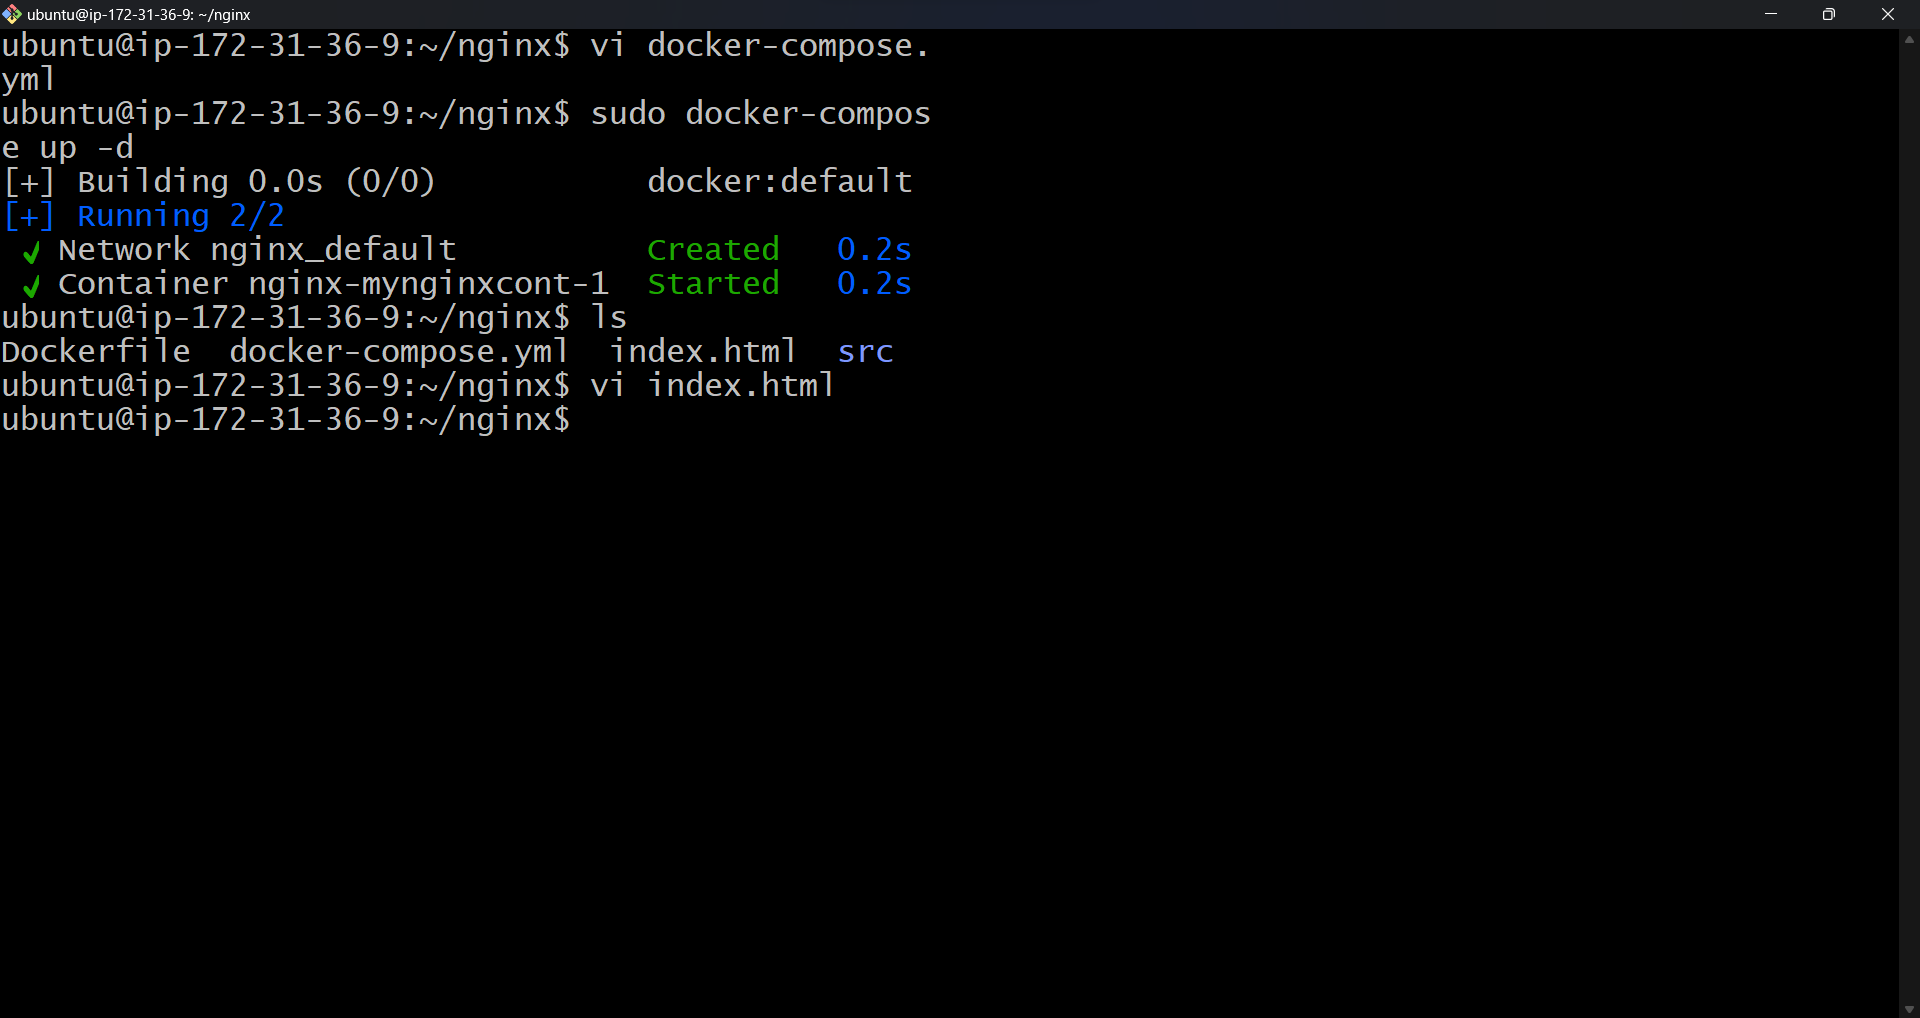 ubuntu@ip-172-31-36-9: ~/nginx
ubuntu@ip-172-31-36-9:~/nginx$ vi docker-compose.
yml
ubuntu@ip-172-31-36-9:~/nginx$ sudo docker-compos
e up -d
[+] Building 0.0s (0/0) docker:default
[+] Running 2/2
✔ Network nginx_default Created 0.2s
✔ Container nginx-mynginxcont-1 Started 0.2s
ubuntu@ip-172-31-36-9:~/nginx$ ls
Dockerfile docker-compose.yml index.html src
ubuntu@ip-172-31-36-9:~/nginx$ vi index.html
ubuntu@ip-172-31-36-9:~/nginx$